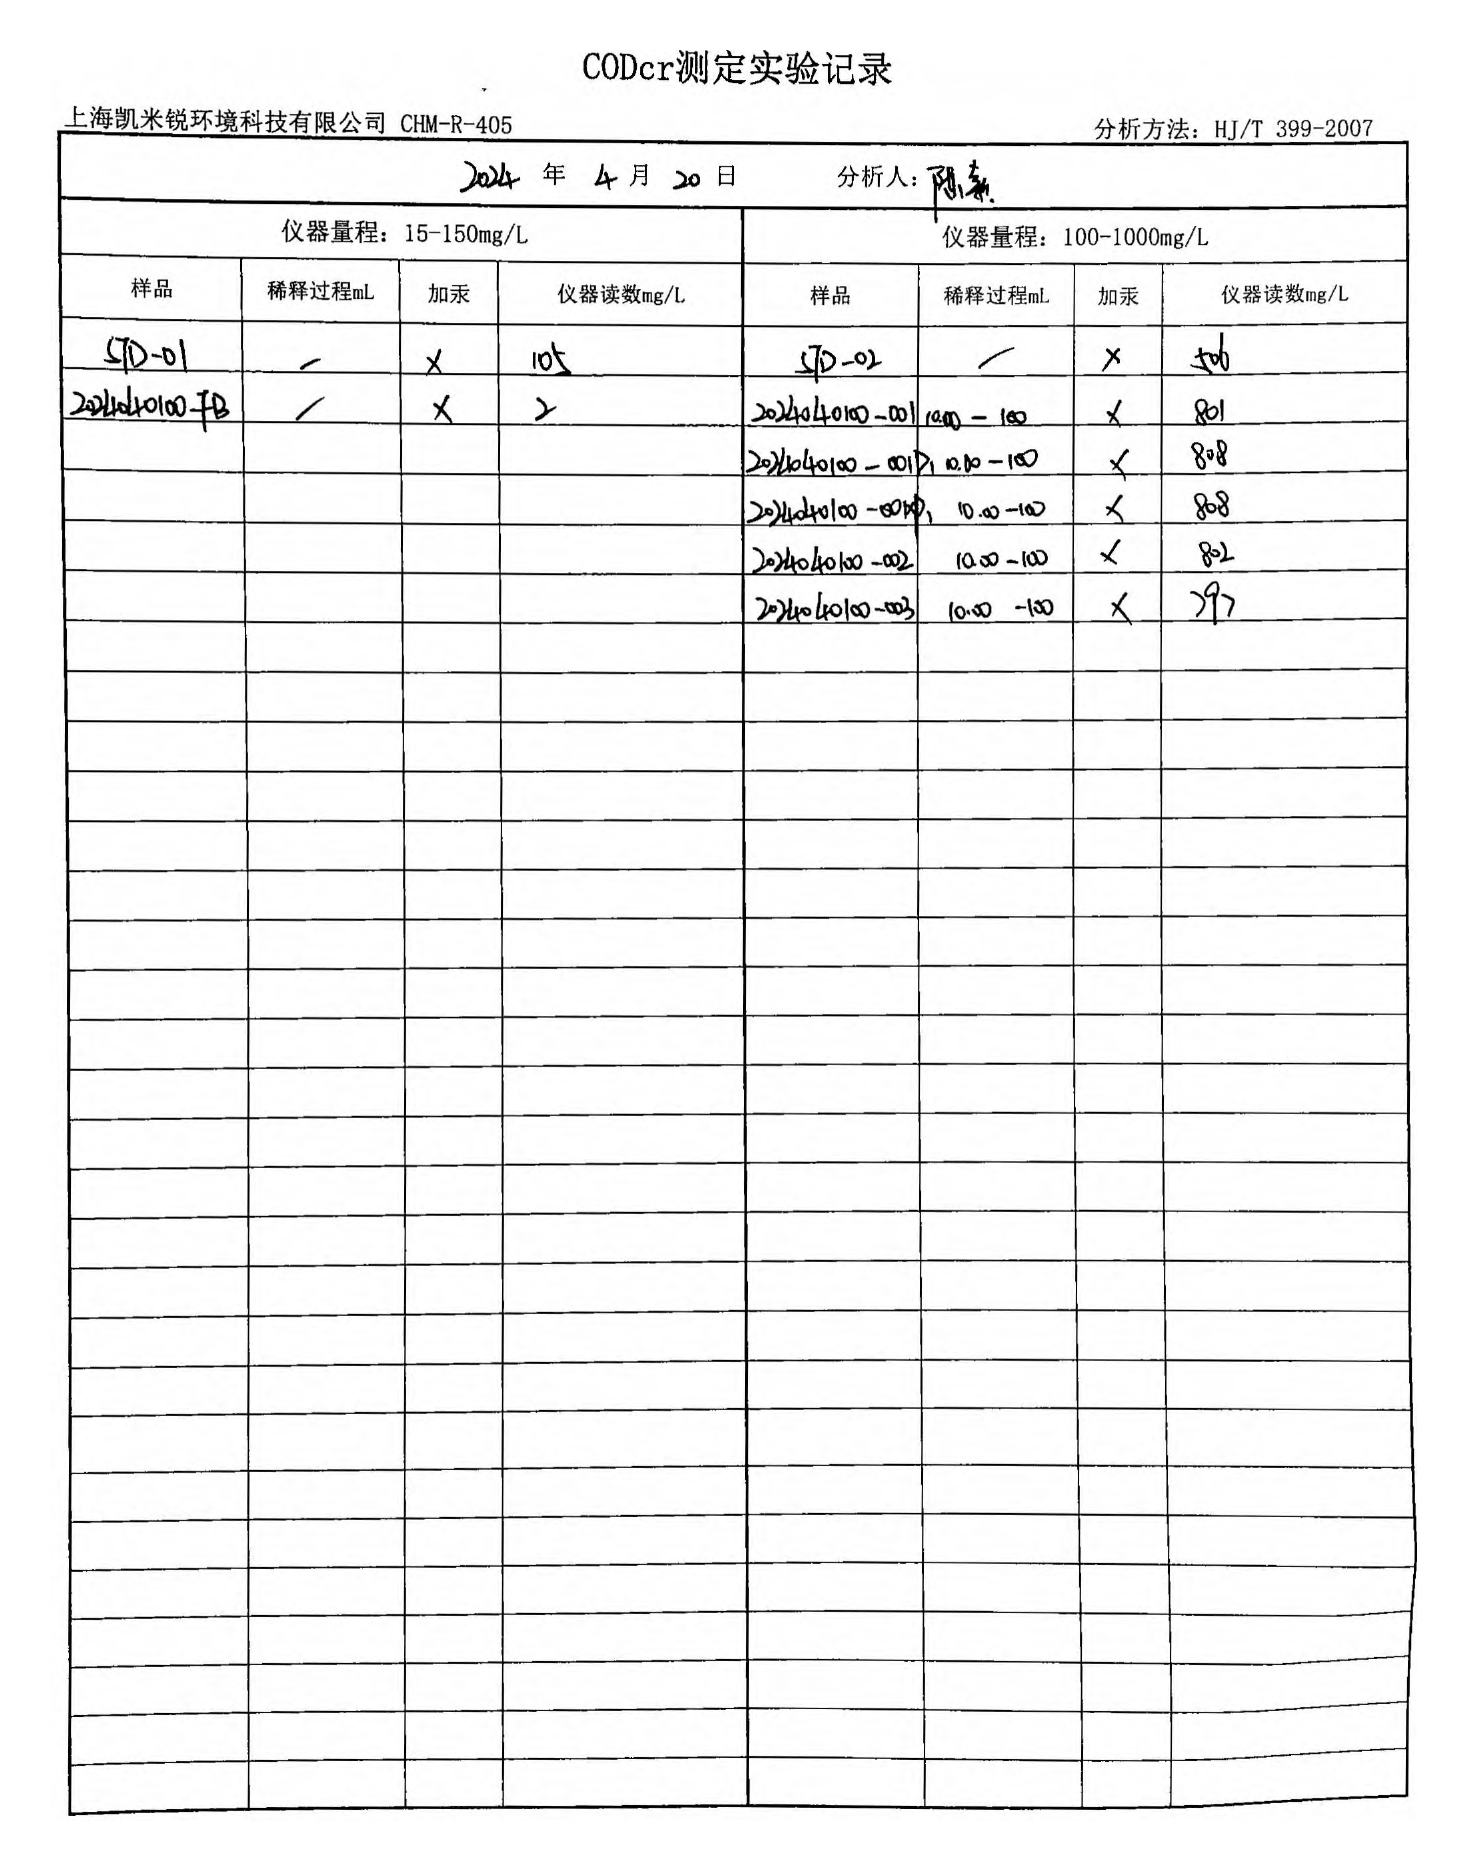 CODcr测定实验记录
上海凯米锐环境科技有限公司 CHM-R-405 分析方法: HJ/T 399-2007
2024 年 4 月 20 日 分析人: 陈
仪器量程: 15-150mg/L 仪器量程: 100-1000mg/L
样品 稀释过程mL 加汞 仪器读数mg/L 样品 稀释过程mL 加汞 仪器读数mg/L
STD-01 / × 105 STD-02 / × 506
2024040100-FB / × 2 2024040100-001 10.00-100 × 801
2024040100-001D1 10.00-100 × 808
10.00-100 × 808
2024040100-002 10.00-100 × 802
2024040100-003 10.00-100 × 797